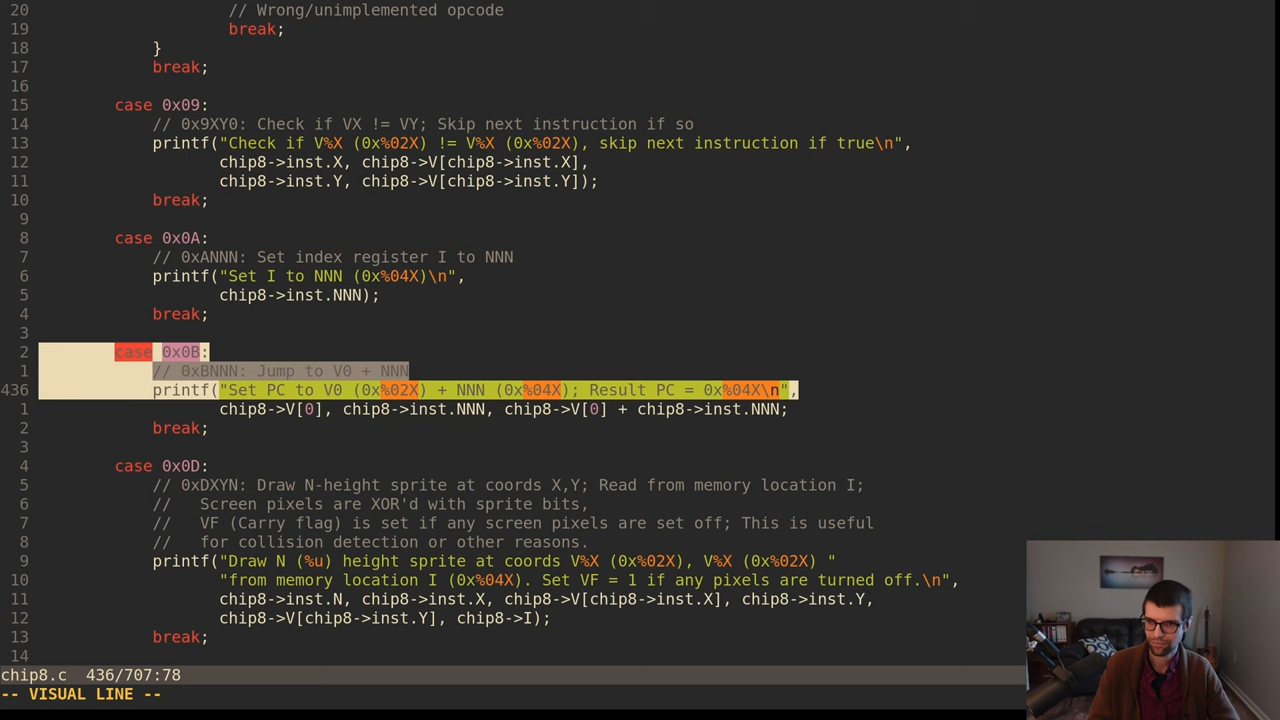 20 // Wrong/unimplemented opcode
19 break;
18 }
17 break;
16
15 case 0x09:
14 // 0x9XY0: Check if VX != VY; Skip next instruction if so
13 printf("Check if V%X (0x%02X) != V%X (0x%02X), skip next instruction if true\n",
12 chip8->inst.X, chip8->V[chip8->inst.X],
11 chip8->inst.Y, chip8->V[chip8->inst.Y]);
10 break;
9
8 case 0x0A:
7 // 0xANNN: Set index register I to NNN
6 printf("Set I to NNN (0x%04X)\n",
5 chip8->inst.NNN);
4 break;
3
2 case 0x0B:
1 // 0xBNNN: Jump to V0 + NNN
436 printf("Set PC to V0 (0x%02X) + NNN (0x%04X); Result PC = 0x%04X\n",
1 chip8->V[0], chip8->inst.NNN, chip8->V[0] + chip8->inst.NNN;
2 break;
3
4 case 0x0D:
5 // 0xDXYN: Draw N-height sprite at coords X,Y; Read from memory location I;
6 // Screen pixels are XOR'd with sprite bits,
7 // VF (Carry flag) is set if any screen pixels are set off; This is useful
8 // for collision detection or other reasons.
9 printf("Draw N (%u) height sprite at coords V%X (0x%02X), V%X (0x%02X) "
10 "from memory location I (0x%04X). Set VF = 1 if any pixels are turned off.\n",
11 chip8->inst.N, chip8->inst.X, chip8->V[chip8->inst.X], chip8->inst.Y,
12 chip8->V[chip8->inst.Y], chip8->I);
13 break;
14
chip8.c 436/707:78
-- VISUAL LINE --